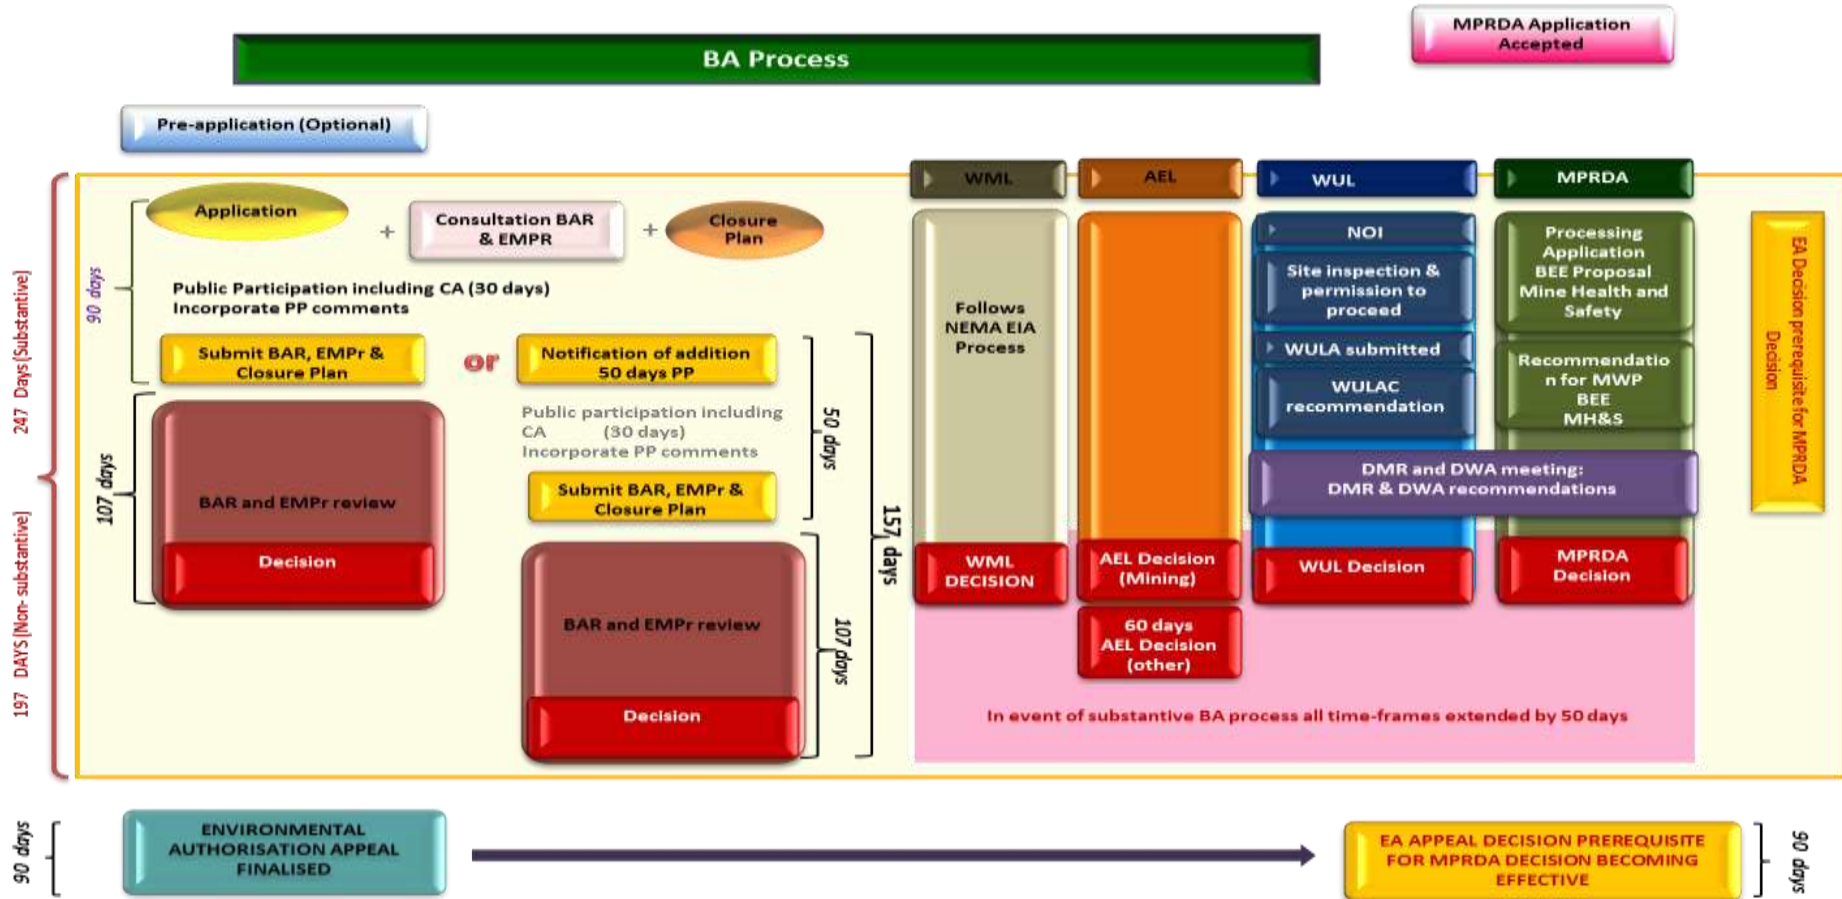 BA Process
MPRDA Application
Accepted
Pre-application (Optional)
WML
AEL
WUL
MPRDA
Application
+
Consultation BAR
& EMPR
+
Closure
Plan
90 days
Public Participation including CA (30 days)
Incorporate PP comments
Submit BAR, EMPr &
Closure Plan
or
Notification of addition
50 days PP
Public participation including
CA (30 days)
Incorporate PP comments
50 days
Submit BAR, EMPr &
Closure Plan
107 days
BAR and EMPr review
Decision
BAR and EMPr review
Decision
107 days
157 days
247 Days (Substantive)
197 DAYS (Non- substantive)
Follows
NEMA EIA
Process
WML
DECISION
AEL Decision
(Mining)
60 days
AEL Decision
(other)
NOI
Site inspection &
permission to
proceed
WULA submitted
WULAC
recommendation
Processing
Application
BEE Proposal
Mine Health and
Safety
Recommendatio
n for MWP
BEE
MH&S
DMR and DWA meeting:
DMR & DWA recommendations
WUL Decision
MPRDA
Decision
EA Decision prerequisite for MPRDA
Decision
In event of substantive BA process all time-frames extended by 50 days
90 days
ENVIRONMENTAL
AUTHORISATION APPEAL
FINALISED
EA APPEAL DECISION PREREQUISITE
FOR MPRDA DECISION BECOMING
EFFECTIVE
90 days